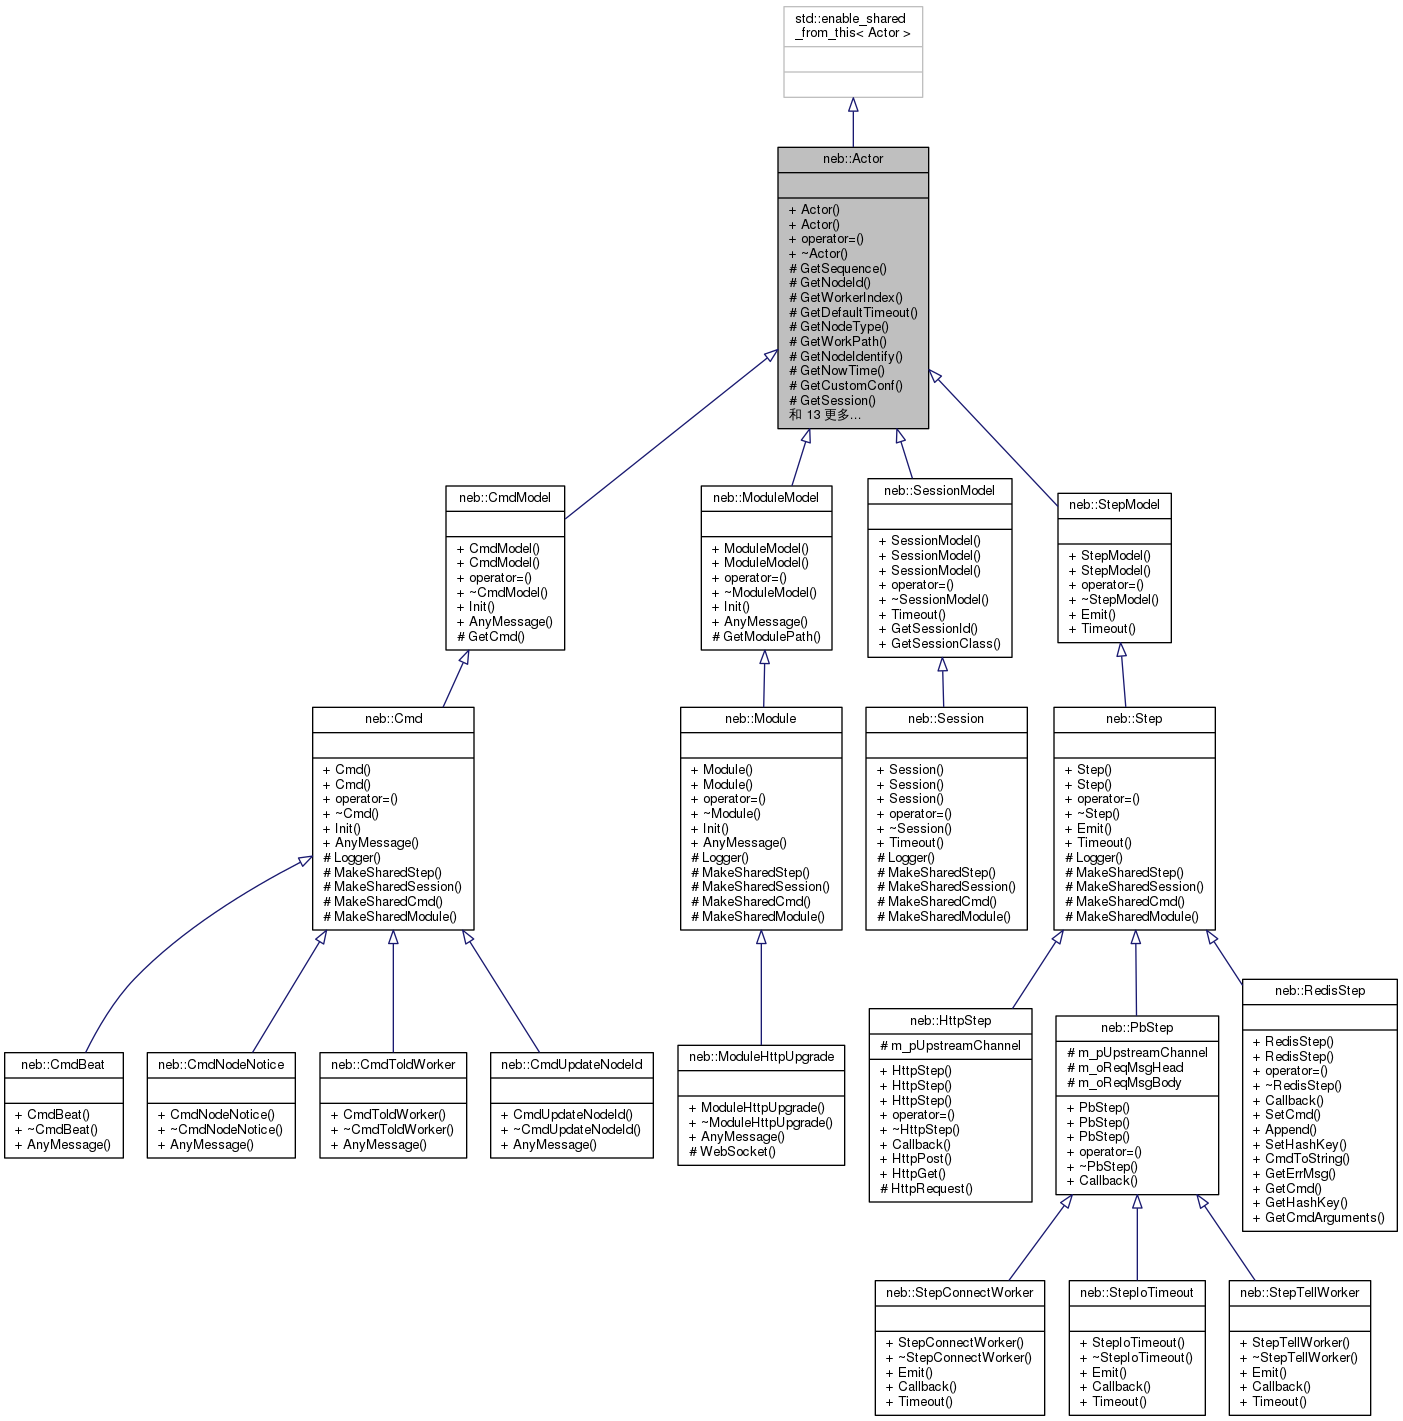 std::enable_shared
_from_this< Actor >
neb::Actor
+ Actor()
+ Actor()
+ operator=()
+ ~Actor()
# GetSequence()
# GetNodeId()
# GetWorkerIndex()
# GetDefaultTimeout()
# GetNodeType()
# GetWorkPath()
# GetNodeIdentify()
# GetNowTime()
# GetCustomConf()
# GetSession()
和 13 更多...
neb::CmdModel
+ CmdModel()
+ CmdModel()
+ operator=()
+ ~CmdModel()
+ Init()
+ AnyMessage()
# GetCmd()
neb::ModuleModel
+ ModuleModel()
+ ModuleModel()
+ operator=()
+ ~ModuleModel()
+ Init()
+ AnyMessage()
# GetModulePath()
neb::SessionModel
+ SessionModel()
+ SessionModel()
+ SessionModel()
+ operator=()
+ ~SessionModel()
+ Timeout()
+ GetSessionId()
+ GetSessionClass()
neb::StepModel
+ StepModel()
+ StepModel()
+ operator=()
+ ~StepModel()
+ Emit()
+ Timeout()
neb::Cmd
+ Cmd()
+ Cmd()
+ operator=()
+ ~Cmd()
+ Init()
+ AnyMessage()
# Logger()
# MakeSharedStep()
# MakeSharedSession()
# MakeSharedCmd()
# MakeSharedModule()
neb::Module
+ Module()
+ Module()
+ operator=()
+ ~Module()
+ Init()
+ AnyMessage()
# Logger()
# MakeSharedStep()
# MakeSharedSession()
# MakeSharedCmd()
# MakeSharedModule()
neb::Session
+ Session()
+ Session()
+ Session()
+ operator=()
+ ~Session()
+ Timeout()
# Logger()
# MakeSharedStep()
# MakeSharedSession()
# MakeSharedCmd()
# MakeSharedModule()
neb::Step
+ Step()
+ Step()
+ operator=()
+ ~Step()
+ Emit()
+ Timeout()
# Logger()
# MakeSharedStep()
# MakeSharedSession()
# MakeSharedCmd()
# MakeSharedModule()
neb::CmdBeat
+ CmdBeat()
+ ~CmdBeat()
+ AnyMessage()
neb::CmdNodeNotice
+ CmdNodeNotice()
+ ~CmdNodeNotice()
+ AnyMessage()
neb::CmdToldWorker
+ CmdToldWorker()
+ ~CmdToldWorker()
+ AnyMessage()
neb::CmdUpdateNodeId
+ CmdUpdateNodeId()
+ ~CmdUpdateNodeId()
+ AnyMessage()
neb::ModuleHttpUpgrade
+ ModuleHttpUpgrade()
+ ~ModuleHttpUpgrade()
+ AnyMessage()
# WebSocket()
neb::HttpStep
# m_pUpstreamChannel
+ HttpStep()
+ HttpStep()
+ HttpStep()
+ operator=()
+ ~HttpStep()
+ Callback()
+ HttpPost()
+ HttpGet()
# HttpRequest()
neb::PbStep
# m_pUpstreamChannel
# m_oReqMsgHead
# m_oReqMsgBody
+ PbStep()
+ PbStep()
+ PbStep()
+ operator=()
+ ~PbStep()
+ Callback()
neb::RedisStep
+ RedisStep()
+ RedisStep()
+ operator=()
+ ~RedisStep()
+ Callback()
+ SetCmd()
+ Append()
+ SetHashKey()
+ CmdToString()
+ GetErrMsg()
+ GetCmd()
+ GetHashKey()
+ GetCmdArguments()
neb::StepConnectWorker
+ StepConnectWorker()
+ ~StepConnectWorker()
+ Emit()
+ Callback()
+ Timeout()
neb::StepIoTimeout
+ StepIoTimeout()
+ ~StepIoTimeout()
+ Emit()
+ Callback()
+ Timeout()
neb::StepTellWorker
+ StepTellWorker()
+ ~StepTellWorker()
+ Emit()
+ Callback()
+ Timeout()